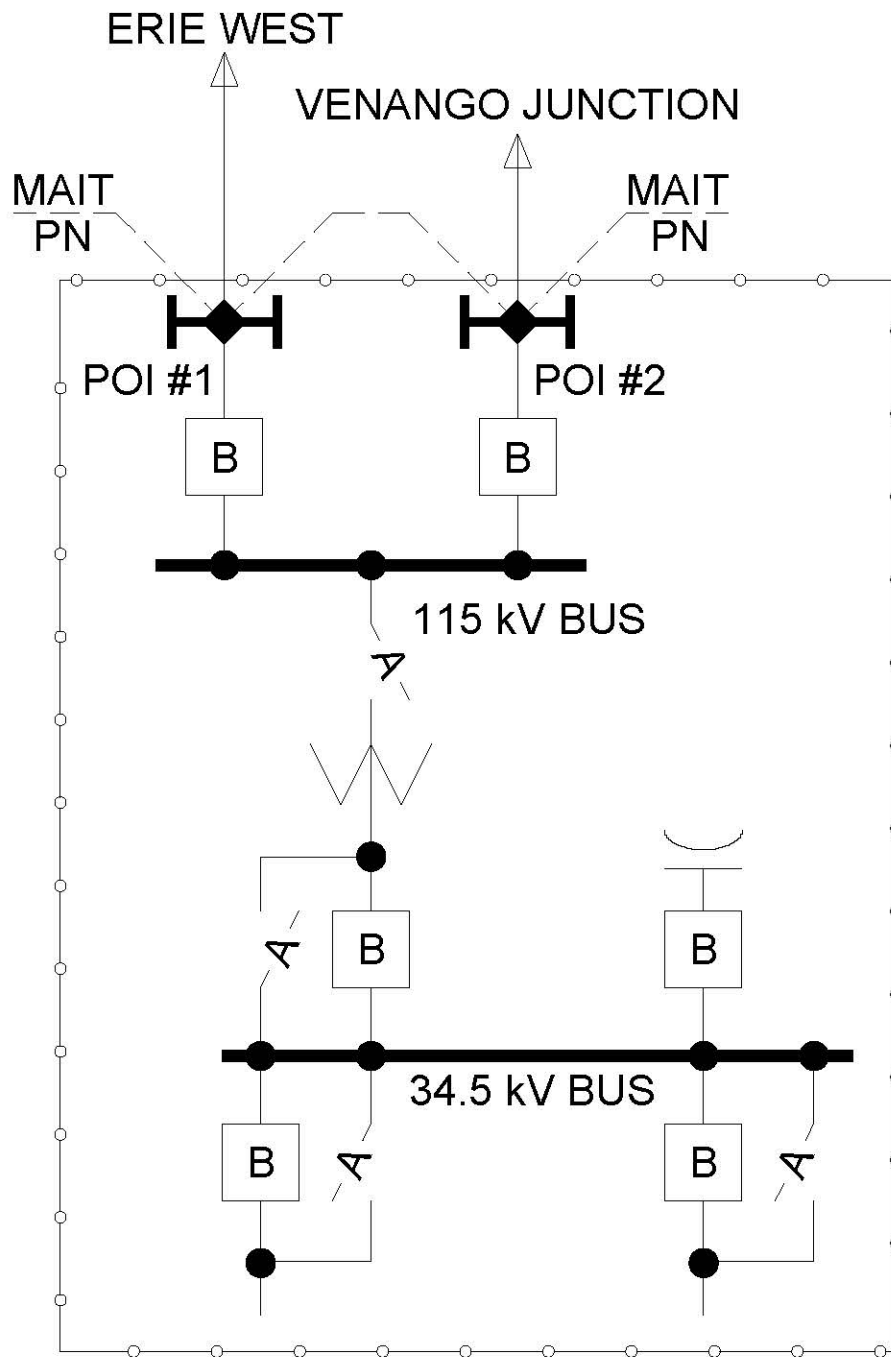 ERIE WEST
VENANGO JUNCTION
MAIT
PN
MAIT
PN
POI #1
POI #2
B
B
115 kV BUS
A
A
B
B
34.5 kV BUS
B
A
B
A